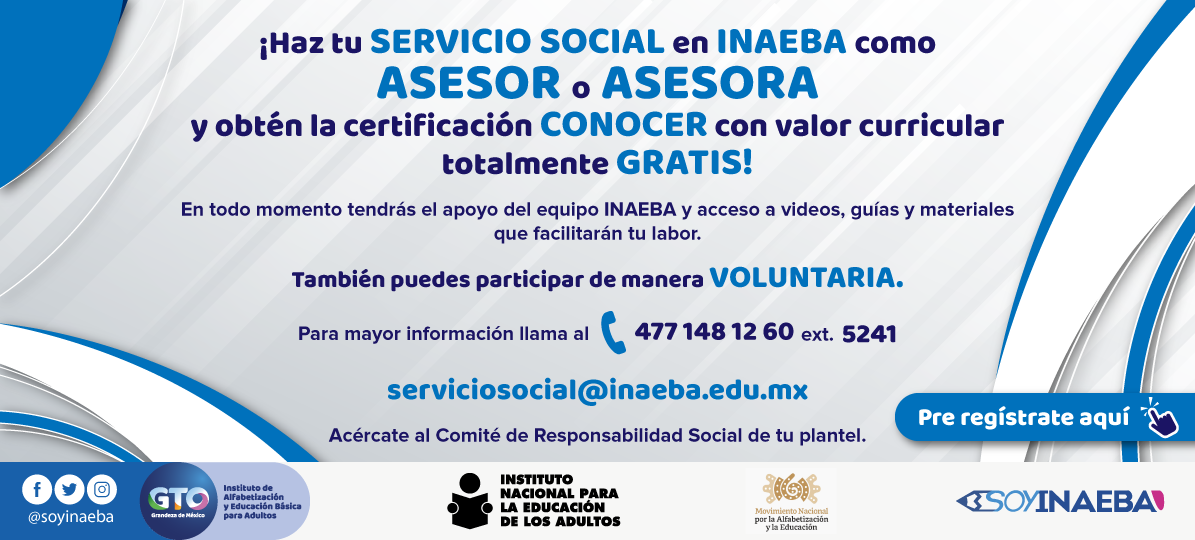 ¡Haz tu SERVICIO SOCIAL en INAEBA como
ASESOR o ASESORA
y obtén la certificación CONOCER con valor curricular
totalmente GRATIS!
En todo momento tendrás el apoyo del equipo INAEBA y acceso a videos, guías y materiales
que facilitarán tu labor.
También puedes participar de manera VOLUNTARIA.
Para mayor información llama al 477 148 12 60 ext. 5241
serviciosocial@inaeba.edu.mx
Pre regístrate aquí
Acércate al Comité de Responsabilidad Social de tu plantel.
@soyinaeba
GTO
Grandeza de México
Instituto de
Alfabetización
y Educación Básica
para Adultos
INSTITUTO
NACIONAL PARA
LA EDUCACIÓN
DE LOS ADULTOS
Movimiento Nacional
por la Alfabetización
y la Educación
SOYINAEBA